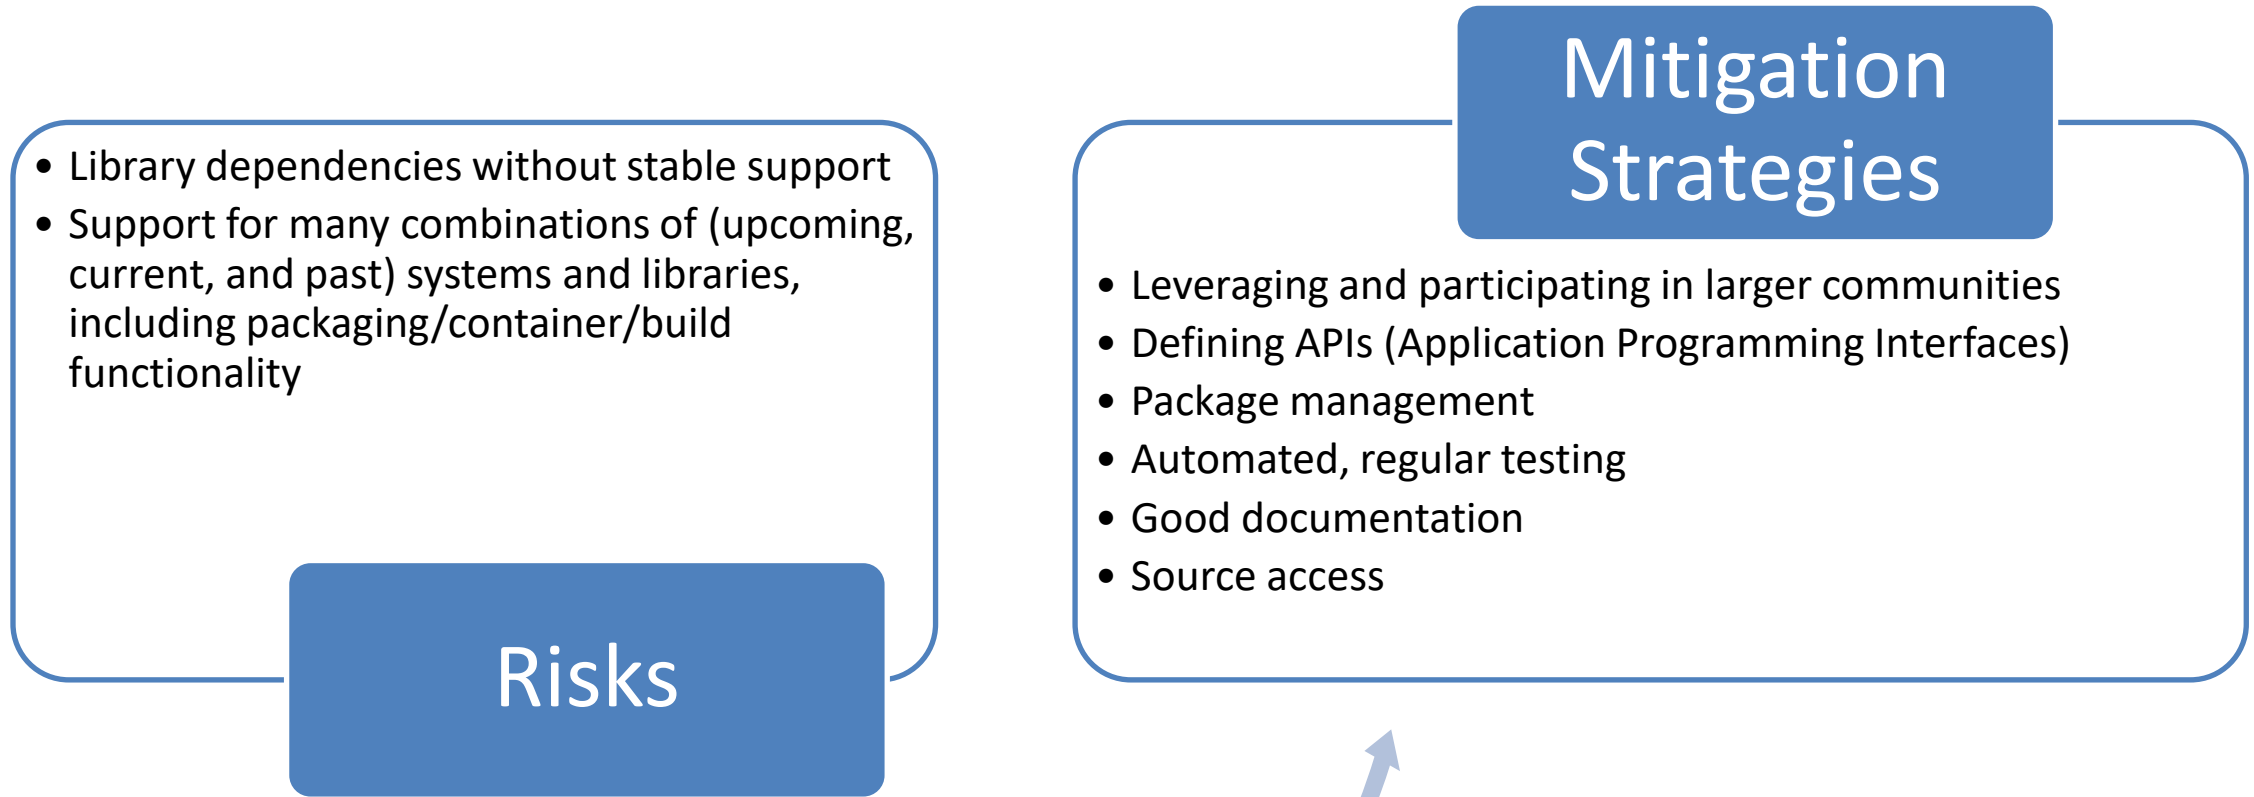 • Library dependencies without stable support
• Support for many combinations of (upcoming,
current, and past) systems and libraries,
including packaging/container/build
functionality
Risks
Mitigation
Strategies
• Leveraging and participating in larger communities
• Defining APIs (Application Programming Interfaces)
• Package management
• Automated, regular testing
• Good documentation
• Source access